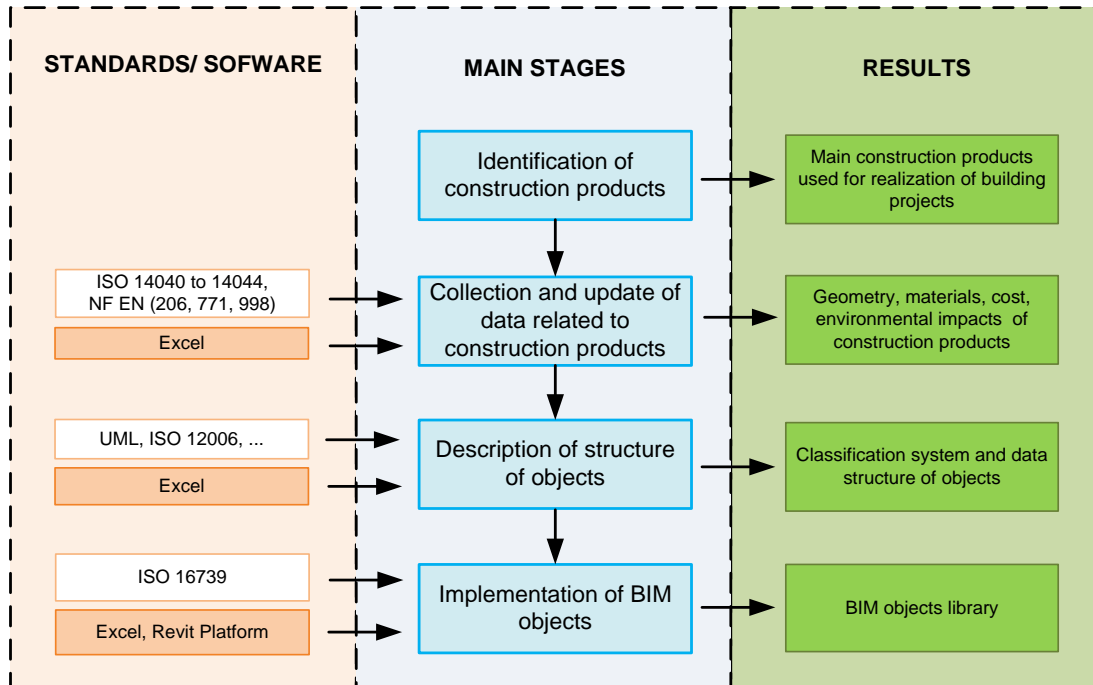 STANDARDS/ SOFWARE
MAIN STAGES
RESULTS
Identification of
construction products
Main construction products
used for realization of building
projects
ISO 14040 to 14044,
NF EN (206, 771, 998)
Excel
Collection and update of
data related to
construction products
Geometry, materials, cost,
environmental impacts of
construction products
UML, ISO 12006, ...
Excel
Description of structure
of objects
Classification system and data
structure of objects
ISO 16739
Excel, Revit Platform
Implementation of BIM
objects
BIM objects library